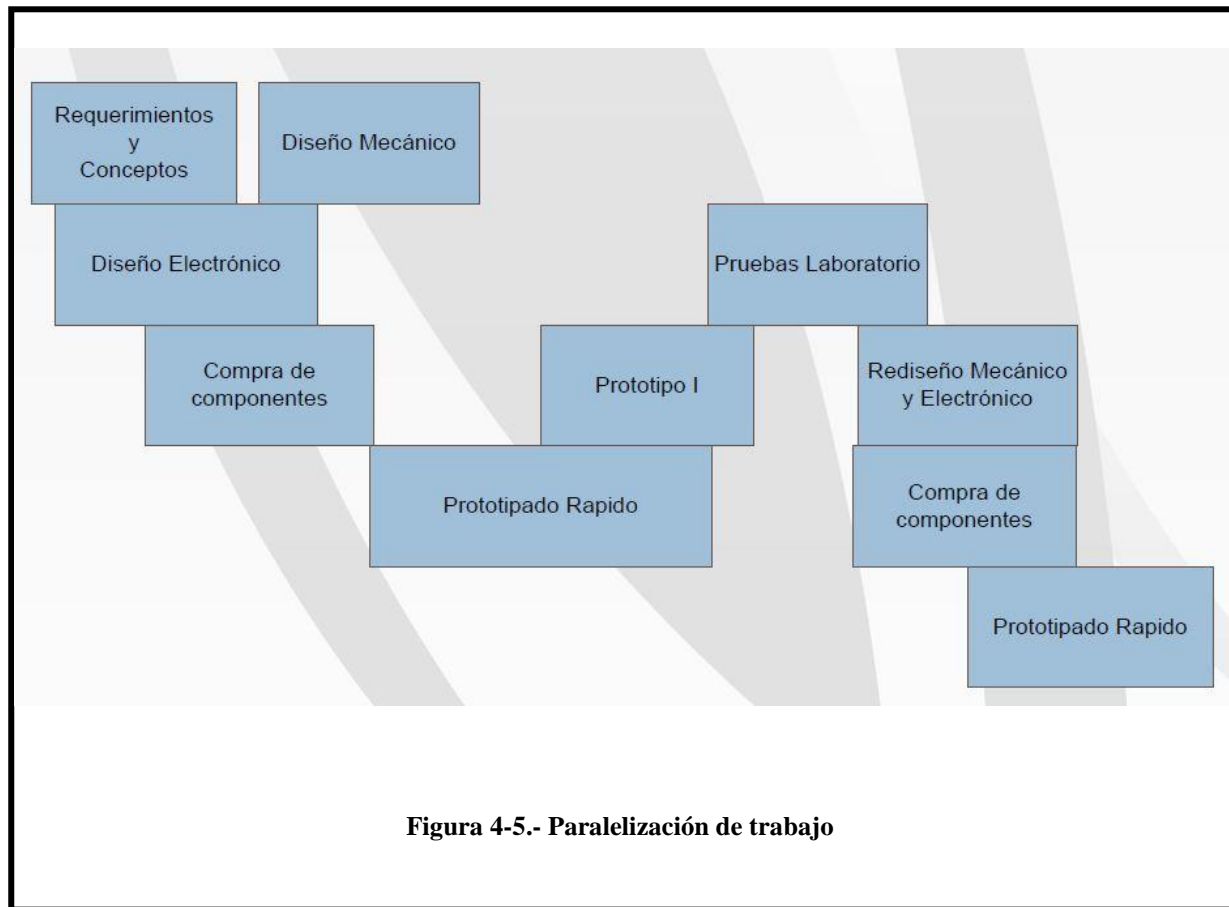 Requerimientos
y
Conceptos
Diseño Mecánico
Diseño Electrónico
Pruebas Laboratorio
Compra de
componentes
Prototipo I
Rediseño Mecánico
y Electrónico
Prototipado Rapido
Compra de
componentes
Prototipado Rapido
Figura 4-5.- Paralelización de trabajo